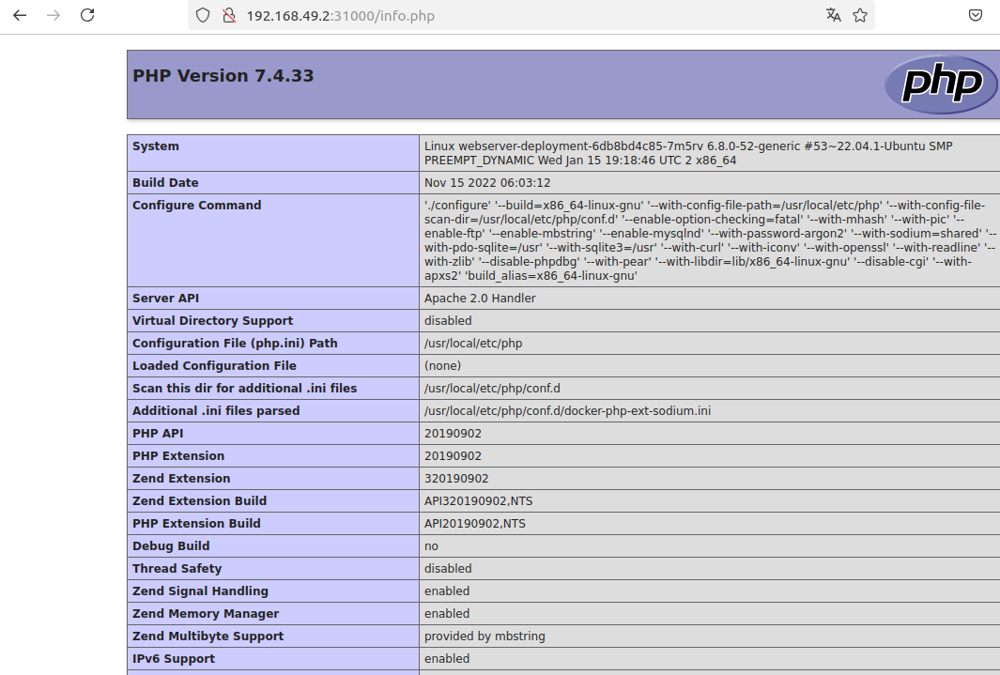 192.168.49.2:31000/info.php
PHP Version 7.4.33
php
System
Linux webserver-deployment-6db8bd4c85-7m5rv 6.8.0-52-generic #53~22.04.1-Ubuntu SMP
PREEMPT_DYNAMIC Wed Jan 15 19:18:46 UTC 2 x86_64
Build Date
Nov 15 2022 06:03:12
Configure Command
'./configure' '--build=x86_64-linux-gnu' '--with-config-file-path=/usr/local/etc/php' '--with-config-file-
scan-dir=/usr/local/etc/php/conf.d' '--enable-option-checking=fatal' '--with-mhash' '--with-pic' '--
enable-ftp' '--enable-mbstring' '--enable-mysqlnd' '--with-password-argon2' '--with-sodium=shared' '--
with-pdo-sqlite=/usr' '--with-sqlite3=/usr' '--with-curl' '--with-iconv' '--with-openssl' '--with-readline' '--
with-zlib' '--disable-phpdbg' '--with-pear' '--with-libdir=lib/x86_64-linux-gnu' '--disable-cgi' '--with-
apxs2' 'build_alias=x86_64-linux-gnu'
Server API
Apache 2.0 Handler
Virtual Directory Support
disabled
Configuration File (php.ini) Path
/usr/local/etc/php
Loaded Configuration File
(none)
Scan this dir for additional .ini files
/usr/local/etc/php/conf.d
Additional .ini files parsed
/usr/local/etc/php/conf.d/docker-php-ext-sodium.ini
PHP API
20190902
PHP Extension
20190902
Zend Extension
320190902
Zend Extension Build
API320190902,NTS
PHP Extension Build
API20190902,NTS
Debug Build
no
Thread Safety
disabled
Zend Signal Handling
enabled
Zend Memory Manager
enabled
Zend Multibyte Support
provided by mbstring
IPv6 Support
enabled